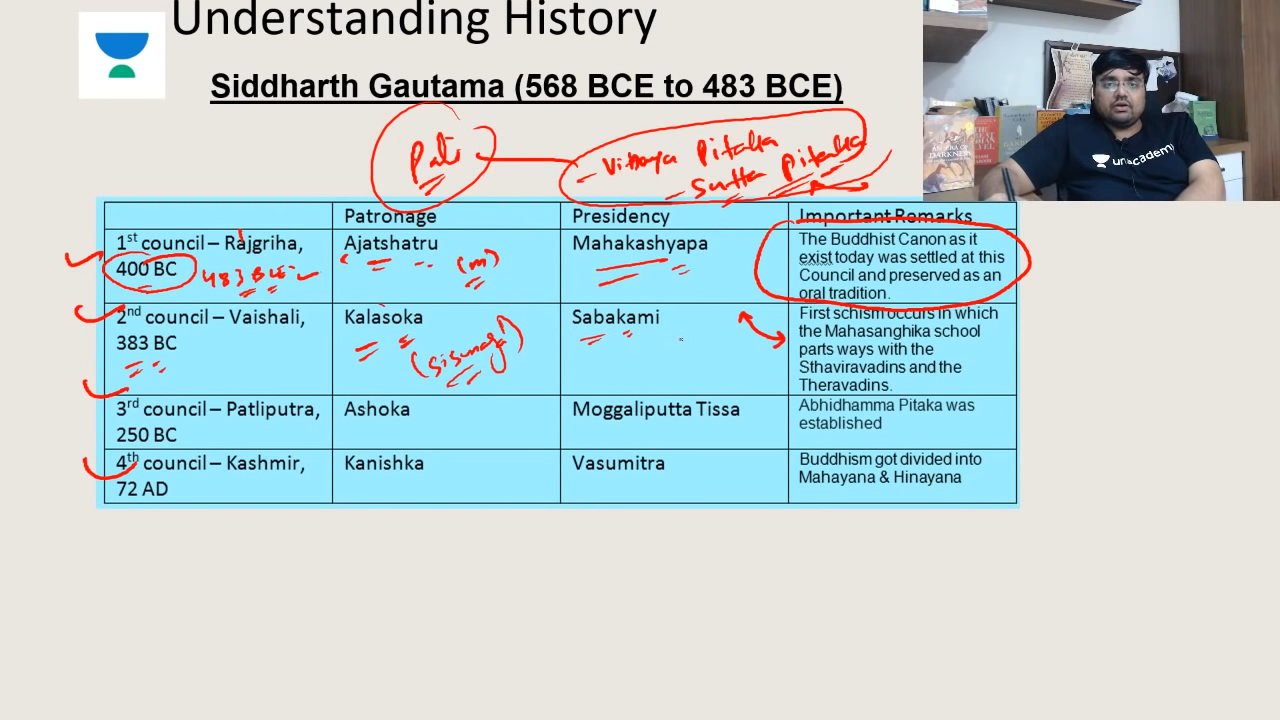 Understanding History
Siddharth Gautama (568 BCE to 483 BCE)
Pali
- Vinaya Pitaka
- Sutta Pitaka
unacademy
AN ERA OF
DARKNESS
Patronage
Presidency
Important Remarks
1st council – Rajgriha,
400 BC
483 BCE
Ajatshatru
(m)
Mahakashyapa
The Buddhist Canon as it
exist today was settled at this
Council and preserved as an
oral tradition.
2nd council – Vaishali,
383 BC
Kalasoka
(Sisunaga)
Sabakami
First schism occurs in which
the Mahasanghika school
parts ways with the
Sthaviravadins and the
Theravadins.
3rd council – Patliputra,
250 BC
Ashoka
Moggaliputta Tissa
Abhidhamma Pitaka was
established
4th council – Kashmir,
72 AD
Kanishka
Vasumitra
Buddhism got divided into
Mahayana & Hinayana